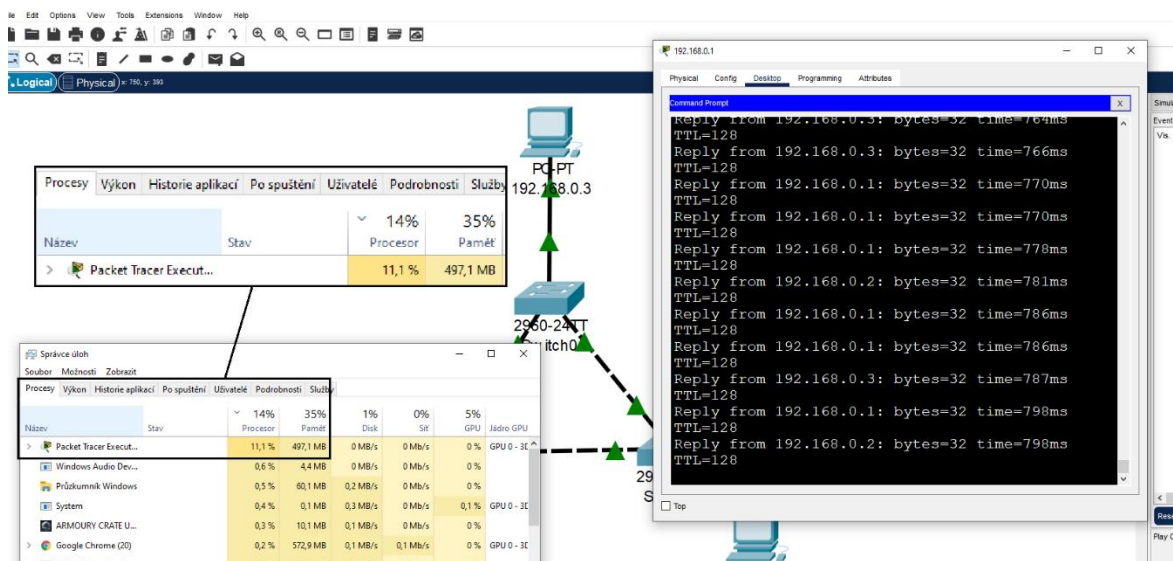 File Edit Options View Tools Extensions Window Help
Logical Physical x: 750, y: 393
PC-PT
192.168.0.3
2960-24TT
Switch0
29
S
Procesy Výkon Historie aplikací Po spuštění Uživatelé Podrobnosti Služby
14% 35%
Název Stav Procesor Paměť
Packet Tracer Execut... 11,1 % 497,1 MB
Správce úloh
Soubor Možnosti Zobrazit
Procesy Výkon Historie aplikací Po spuštění Uživatelé Podrobnosti Služby
14% 35% 1% 0% 5%
Název Stav Procesor Paměť Disk Síť GPU Jádro GPU
Packet Tracer Execut... 11,1 % 497,1 MB 0 MB/s 0 Mb/s 0 % GPU 0 - 3D
Windows Audio Dev... 0,6 % 4,4 MB 0 MB/s 0 Mb/s 0 %
Průzkumník Windows 0,5 % 60,1 MB 0,2 MB/s 0 Mb/s 0 %
System 0,4 % 0,1 MB 0,3 MB/s 0 Mb/s 0,1 % GPU 0 - 3D
ARMOURY CRATE U... 0,3 % 10,1 MB 0,1 MB/s 0 Mb/s 0 %
Google Chrome (20) 0,2 % 572,9 MB 0,1 MB/s 0,1 Mb/s 0 % GPU 0 - 3D
192.168.0.1
Physical Config Desktop Programming Attributes
Command Prompt X
Reply from 192.168.0.3: bytes=32 time=764ms
TTL=128
Reply from 192.168.0.3: bytes=32 time=766ms
TTL=128
Reply from 192.168.0.1: bytes=32 time=770ms
TTL=128
Reply from 192.168.0.1: bytes=32 time=770ms
TTL=128
Reply from 192.168.0.1: bytes=32 time=778ms
TTL=128
Reply from 192.168.0.2: bytes=32 time=781ms
TTL=128
Reply from 192.168.0.1: bytes=32 time=786ms
TTL=128
Reply from 192.168.0.1: bytes=32 time=786ms
TTL=128
Reply from 192.168.0.3: bytes=32 time=787ms
TTL=128
Reply from 192.168.0.1: bytes=32 time=798ms
TTL=128
Reply from 192.168.0.2: bytes=32 time=798ms
TTL=128
Top
Simul
Event
Vis.
Rese
Play C